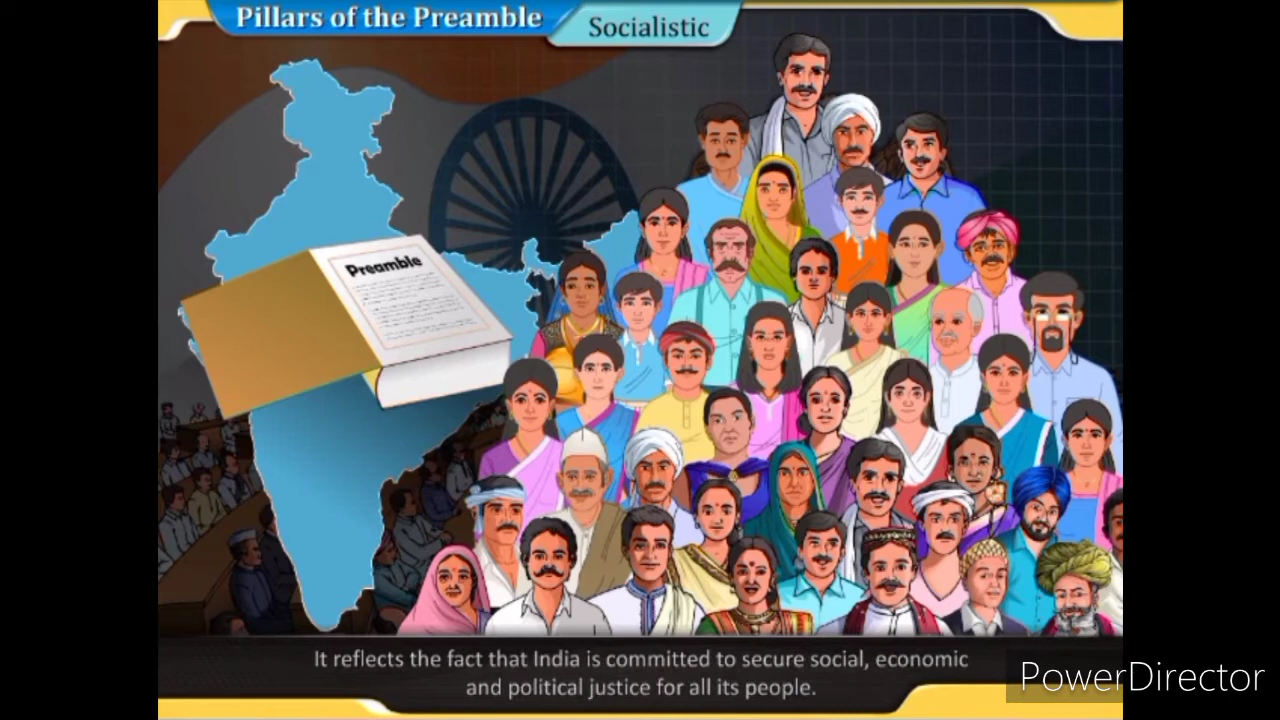 Pillars of the Preamble
Socialistic
Preamble
It reflects the fact that India is committed to secure social, economic
and political justice for all its people.
PowerDirector